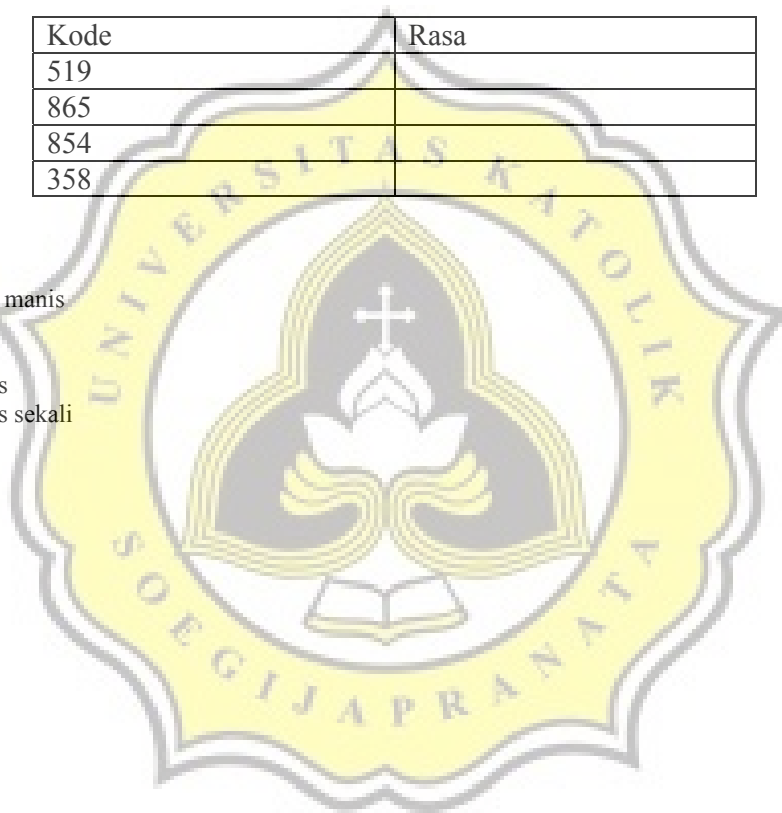 Kode Rasa
519
865
854
358
manis
s
s sekali
UNIVERSITAS KATOLIK
SOEGIJAPRANATA